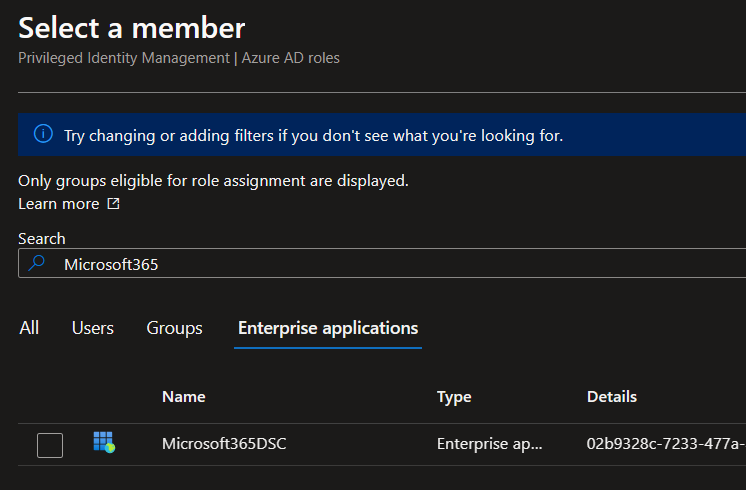 Select a member
Privileged Identity Management | Azure AD roles
Try changing or adding filters if you don't see what you're looking for.
Only groups eligible for role assignment are displayed.
Learn more
Search
Microsoft365
All Users Groups Enterprise applications
Name Type Details
Microsoft365DSC Enterprise ap... 02b9328c-7233-477a-